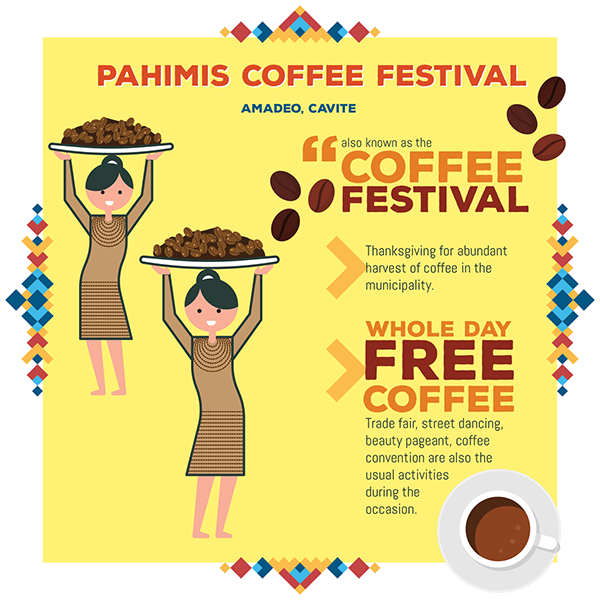 PAHIMIS COFFEE FESTIVAL
AMADEO, CAVITE
also known as the
“COFFEE
FESTIVAL
Thanksgiving for abundant
harvest of coffee in the
municipality.
WHOLE DAY
FREE
COFFEE
Trade fair, street dancing,
beauty pageant, coffee
convention are also the
usual activities
during the
occasion.